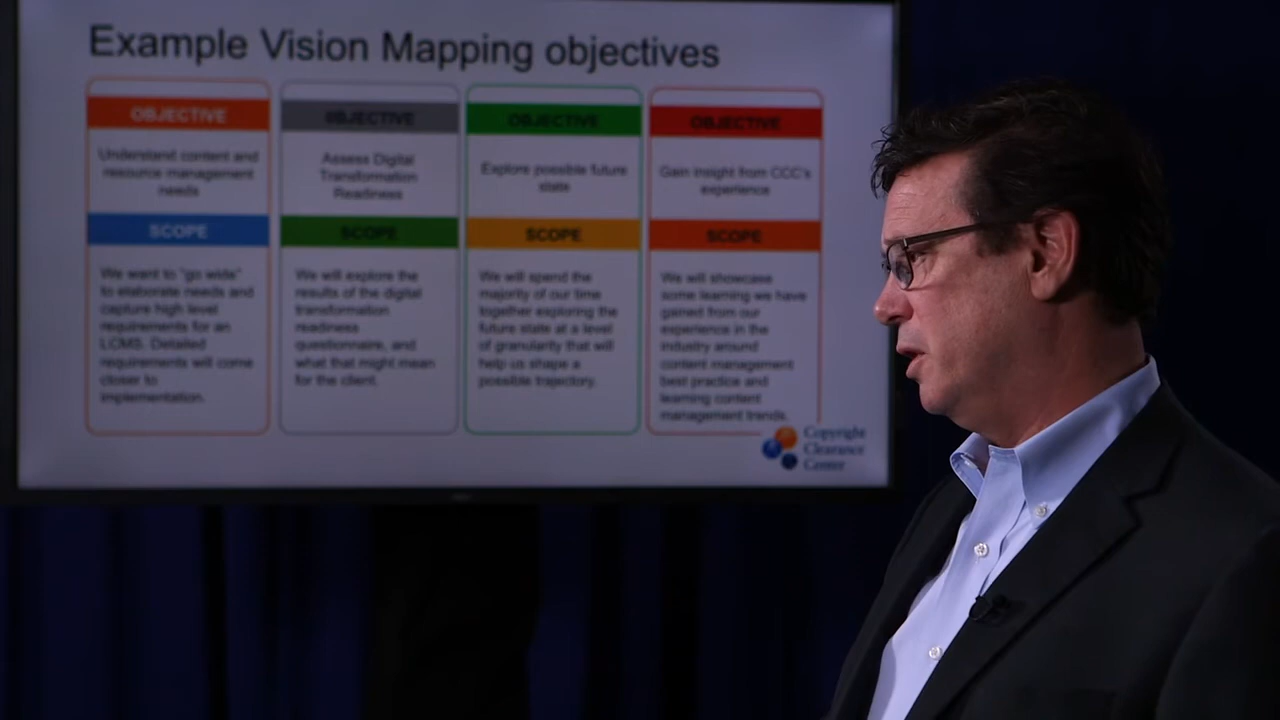 Example Vision Mapping objectives
OBJECTIVE
Understand content and
resource management
needs
SCOPE
We want to "go wide"
to elaborate needs and
capture high level
requirements for an
LCMS. Detailed
requirements will come
closer to
implementation.
OBJECTIVE
Assess Digital
Transformation
Readiness
SCOPE
We will explore the
results of the digital
transformation
readiness
questionnaire, and
what that might mean
for the client.
OBJECTIVE
Explore possible future
state
SCOPE
We will spend the
majority of our time
together exploring the
future state at a level
of granularity that will
help us shape a
possible trajectory.
OBJECTIVE
Gain insight from CCC's
experience
SCOPE
We will showcase
some learning we have
gained from our
experience in the
industry around
content management
best practice and
learning content
management trends.
Copyright
Clearance
Center